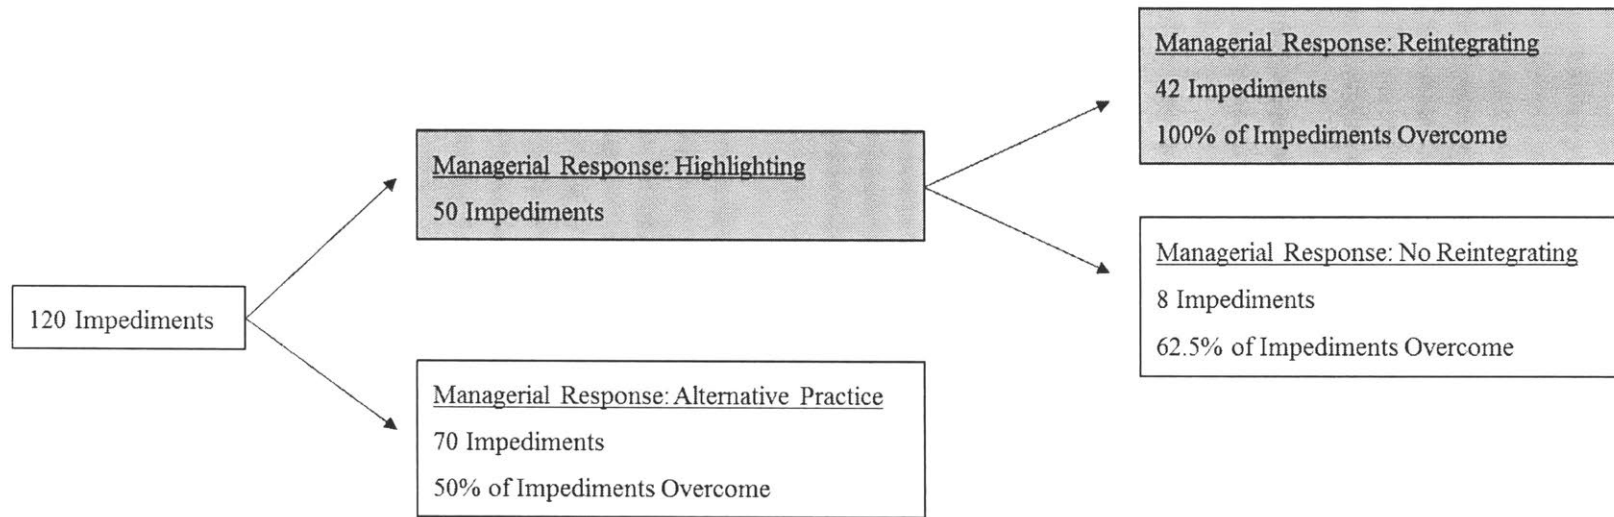 120 Impediments
Managerial Response: Highlighting
50 Impediments
Managerial Response: Alternative Practice
70 Impediments
50% of Impediments Overcome
Managerial Response: Reintegrating
42 Impediments
100% of Impediments Overcome
Managerial Response: No Reintegrating
8 Impediments
62.5% of Impediments Overcome